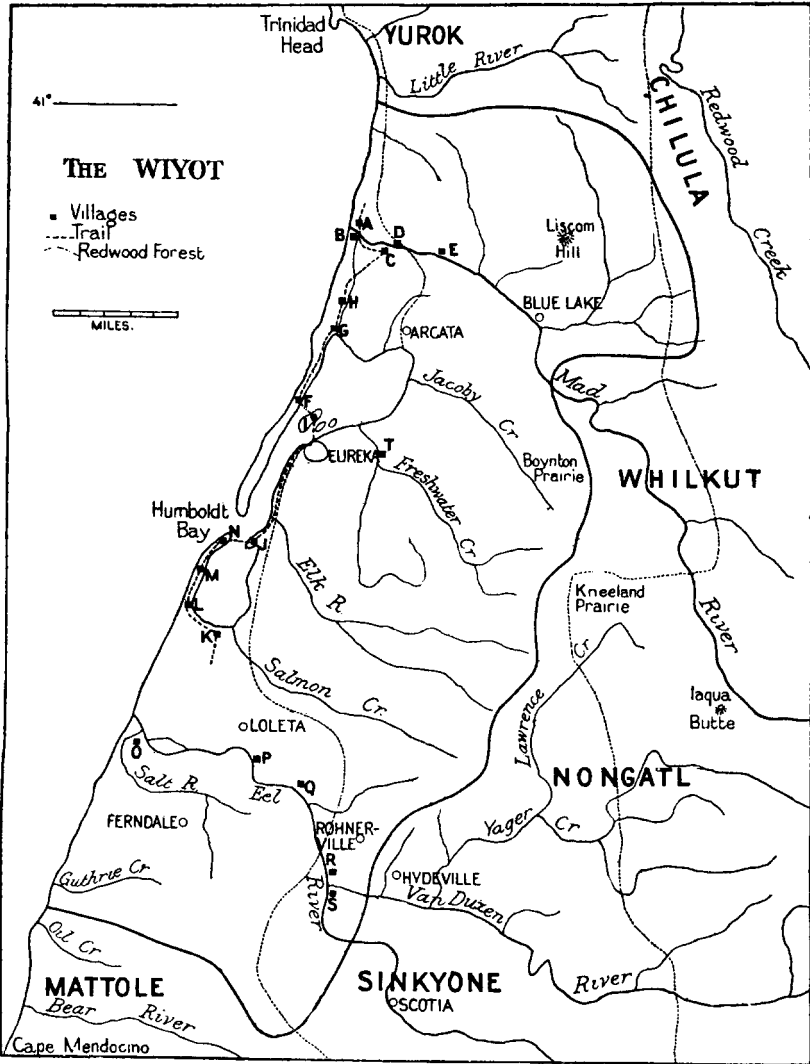 Trinidad
Head
YUROK
Little River
41°
CHILULA
Redwood
Creek
THE WIYOT
Villages
Trail
Redwood Forest
MILES.
A
B
D
C
E
Liscom
Hill
H
BLUE LAKE
G
ARCATA
Mad
River
Jacoby Cr
F
T
EUREKA
Boynton
Prairie
WHILKUT
Freshwater Cr
Humboldt
Bay
N
J
M
L
K
Elk R.
Kneeland
Prairie
Salmon Cr.
Lawrence Cr
Iaqua
Butte
LOLETA
O
P
Q
Salt R.
Eel
River
NONGATL
FERNDALE
ROHNER-
VILLE
R
S
Yager Cr
HYDEVILLE
Van Duzen
River
Guthrie Cr
Oil Cr
MATTOLE
Bear River
SINKYONE
SCOTIA
Cape Mendocino